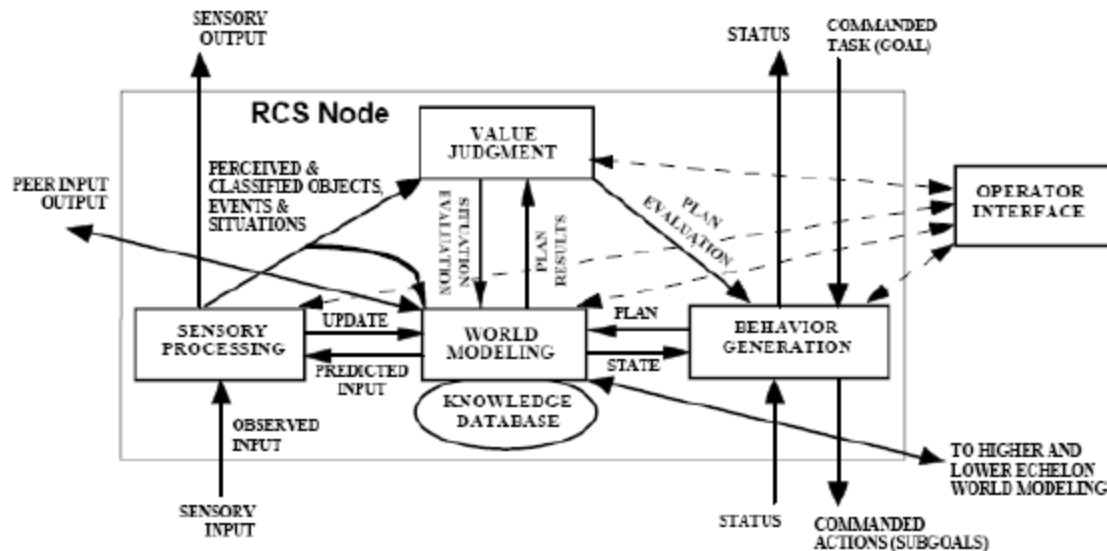 SENSORY
OUTPUT
STATUS
COMMANDED
TASK (GOAL)
RCS Node
VALUE
JUDGMENT
PERCEIVED &
CLASSIFIED OBJECTS,
EVENTS &
SITUATIONS
PEER INPUT
OUTPUT
SITUATION
EVALUATION
PLAN
RESULTS
PLAN
EVALUATION
OPERATOR
INTERFACE
SENSORY
PROCESSING
UPDATE
PREDICTED
INPUT
WORLD
MODELING
PLAN
STATE
BEHAVIOR
GENERATION
KNOWLEDGE
DATABASE
OBSERVED
INPUT
SENSORY
INPUT
STATUS
COMMANDED
ACTIONS (SUBGOALS)
TO HIGHER AND
LOWER ECHELON
WORLD MODELING